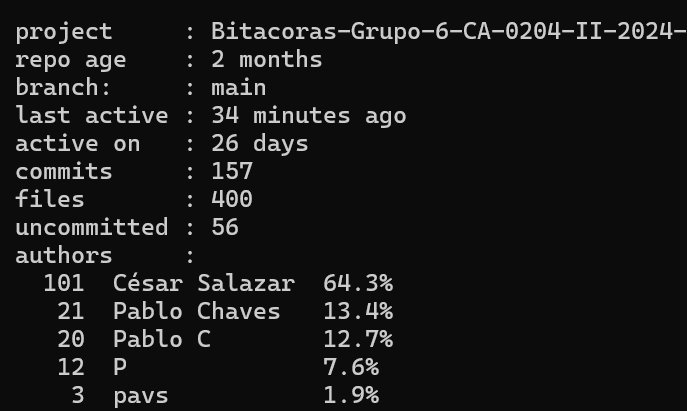 project     : Bitacoras-Grupo-6-CA-0204-II-2024-
repo age    : 2 months
branch:     : main
last active : 34 minutes ago
active on   : 26 days
commits     : 157
files       : 400
uncommitted : 56
authors     :
  101  César Salazar  64.3%
   21  Pablo Chaves   13.4%
   20  Pablo C        12.7%
   12  P              7.6%
    3  pavs           1.9%